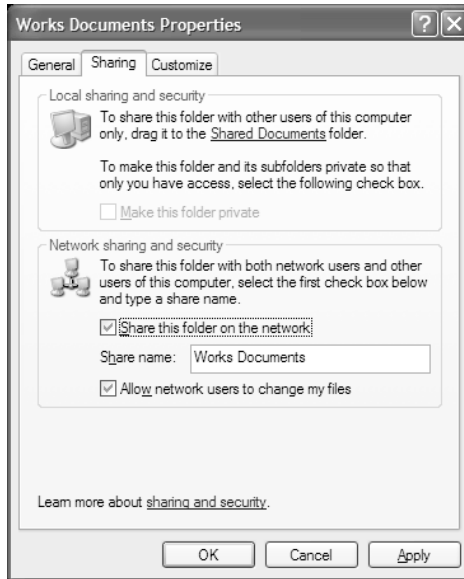 Works Documents Properties
General Sharing Customize
Local sharing and security
To share this folder with other users of this computer
only, drag it to the Shared Documents folder.
To make this folder and its subfolders private so that
only you have access, select the following check box.
Make this folder private
Network sharing and security
To share this folder with both network users and other
users of this computer, select the first check box below
and type a share name.
Share this folder on the network
Share name: Works Documents
Allow network users to change my files
Learn more about sharing and security.
OK Cancel Apply